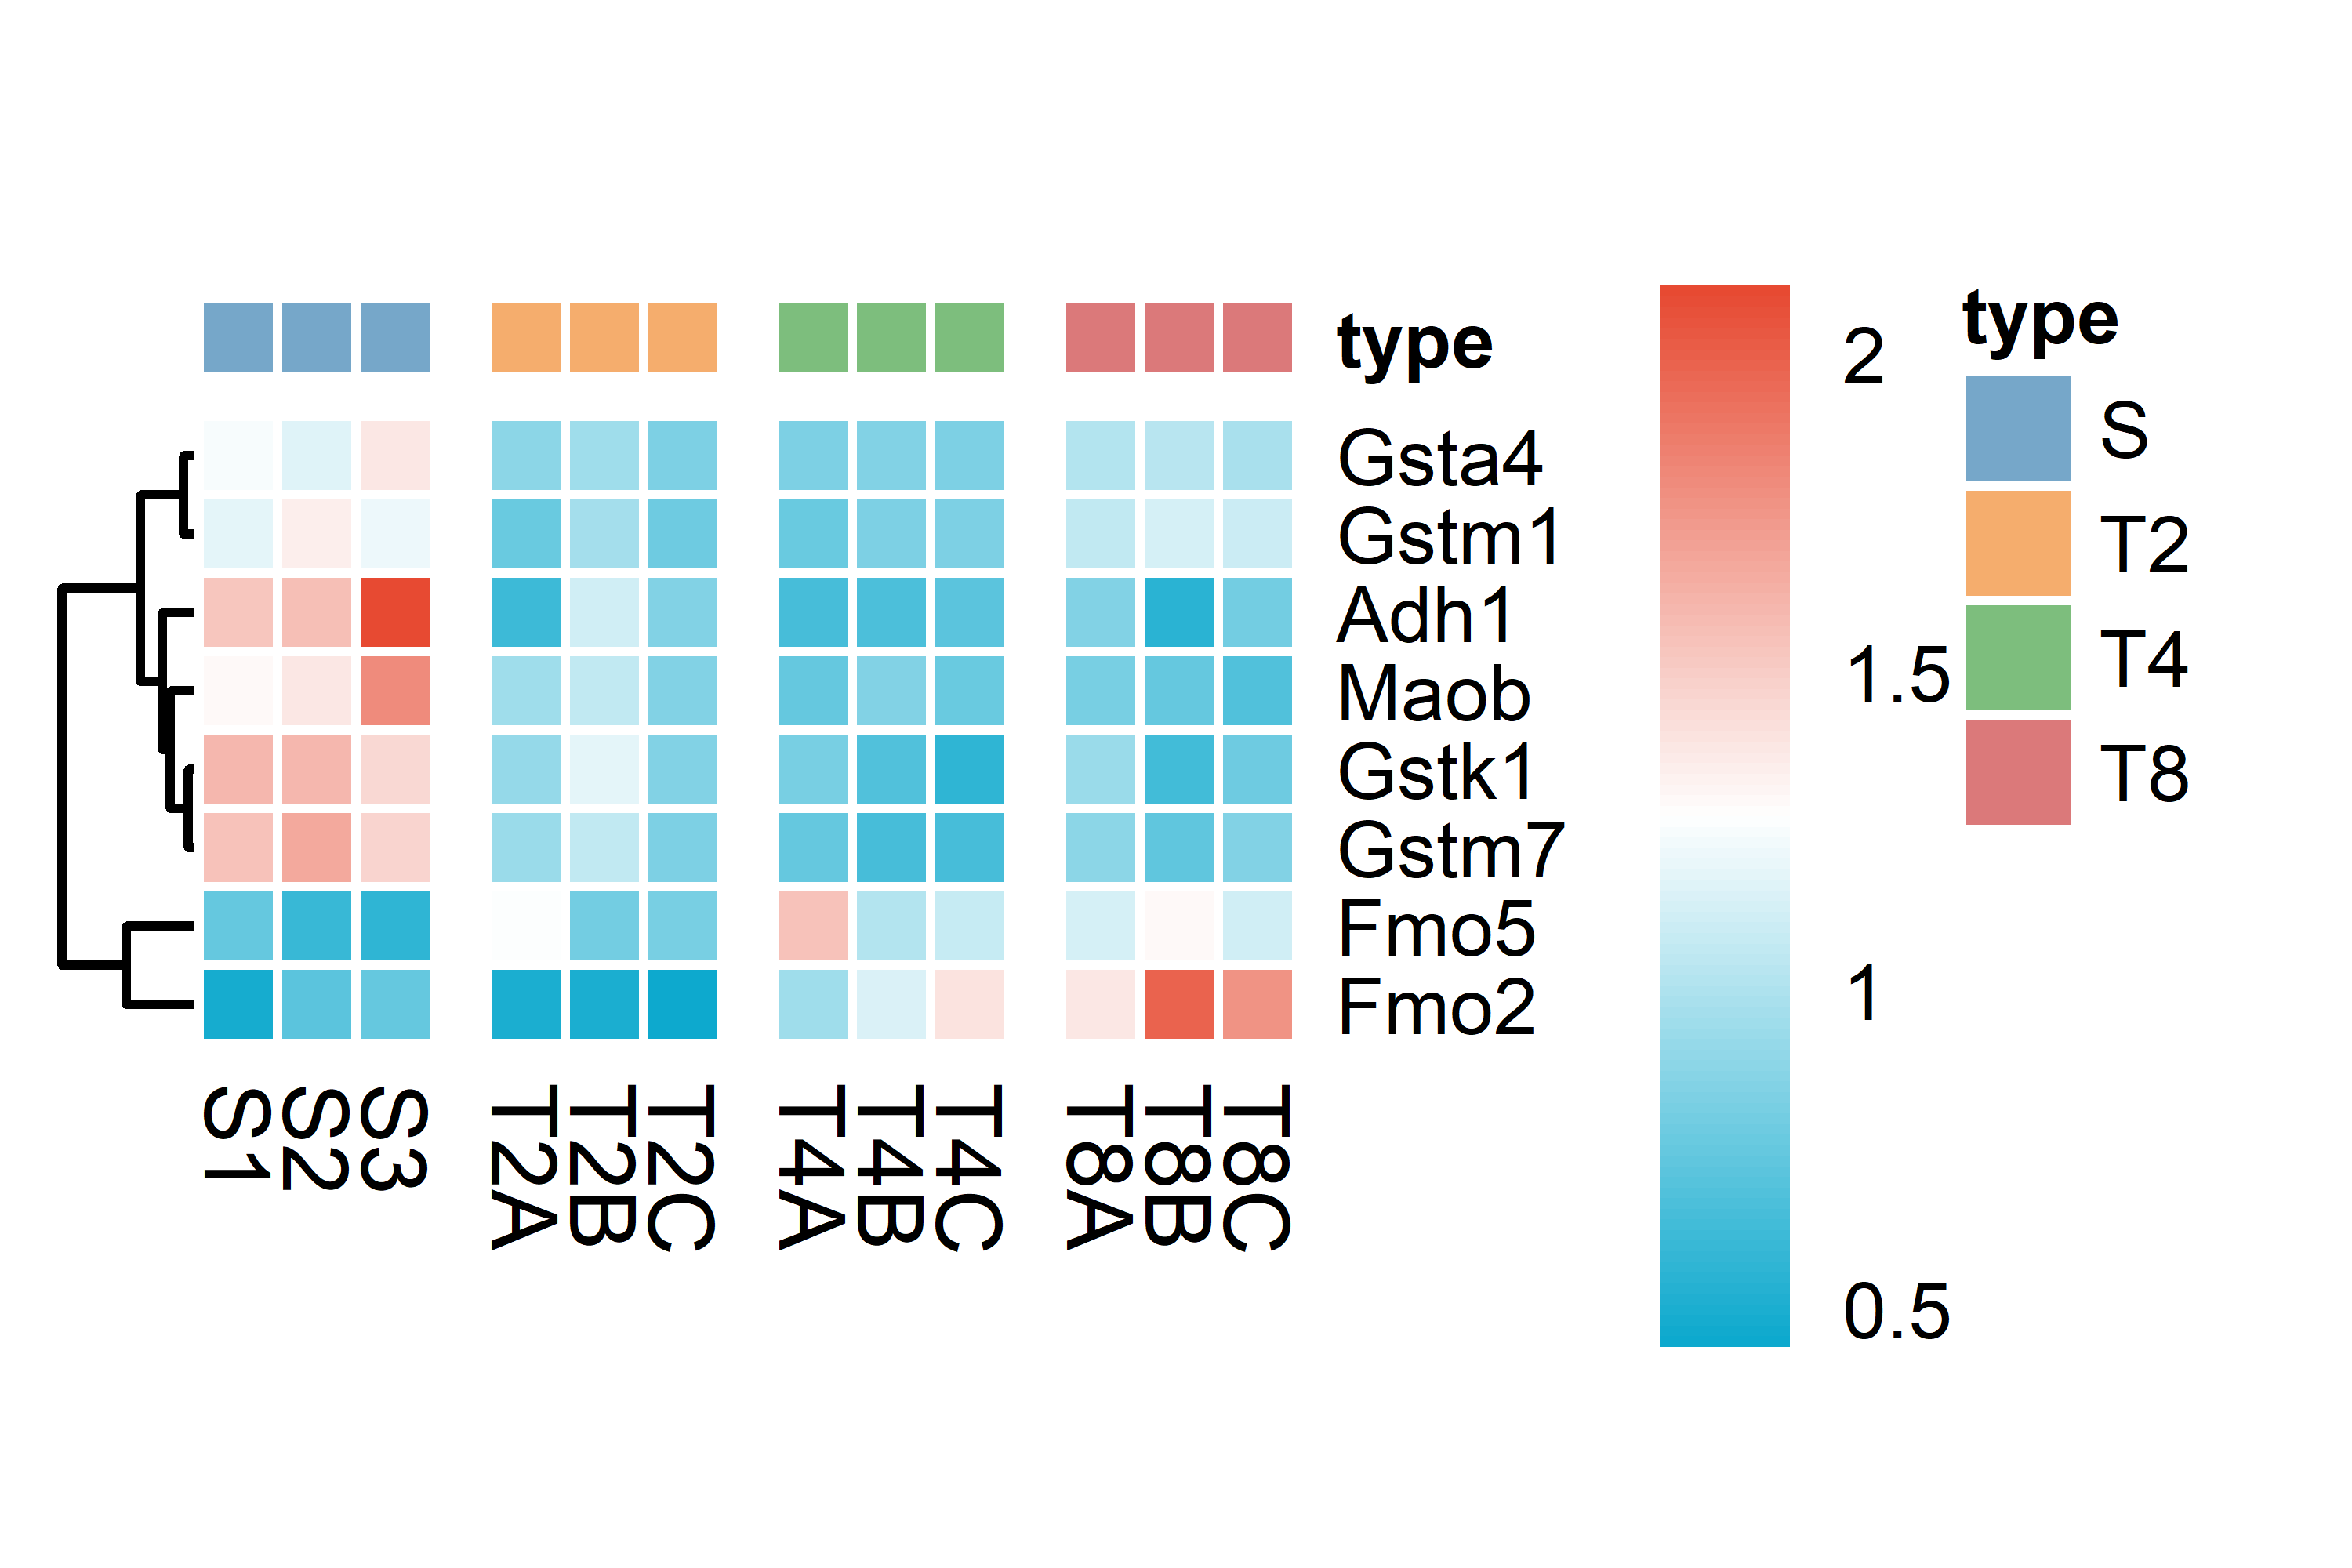 type
Gsta4
Gstm1
Adh1
Maob
Gstk1
Gstm7
Fmo5
Fmo2
S1
S2
S3
T2A
T2B
T2C
T4A
T4B
T4C
T8A
T8B
T8C
2
1.5
1
0.5
type
S
T2
T4
T8